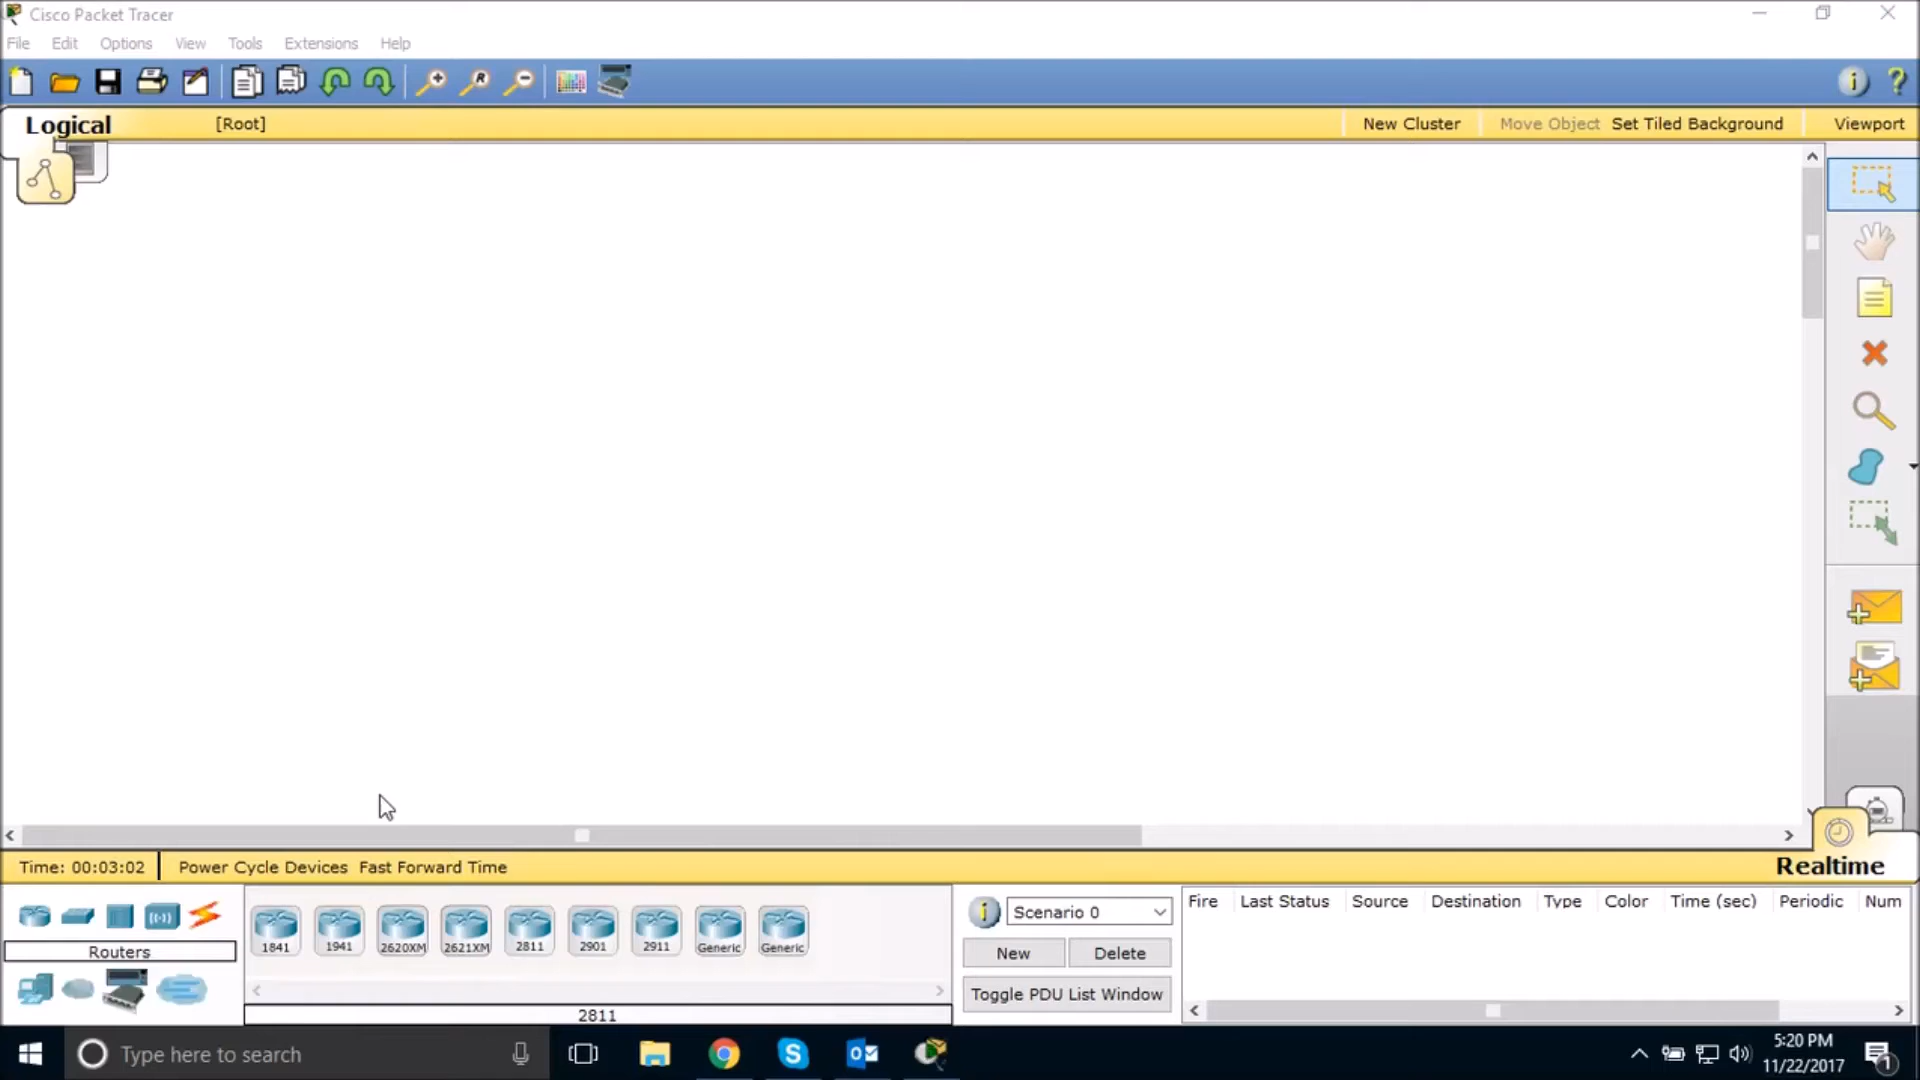 Cisco Packet Tracer
File Edit Options View Tools Extensions Help
Logical [Root] New Cluster Move Object Set Tiled Background Viewport
Time: 00:03:02 Power Cycle Devices Fast Forward Time
Realtime
Routers
1841 1941 2620XM 2621XM 2811 2901 2911 Generic Generic
2811
Scenario 0
New Delete
Toggle PDU List Window
Fire Last Status Source Destination Type Color Time (sec) Periodic Num
Type here to search
5:20 PM
11/22/2017
1